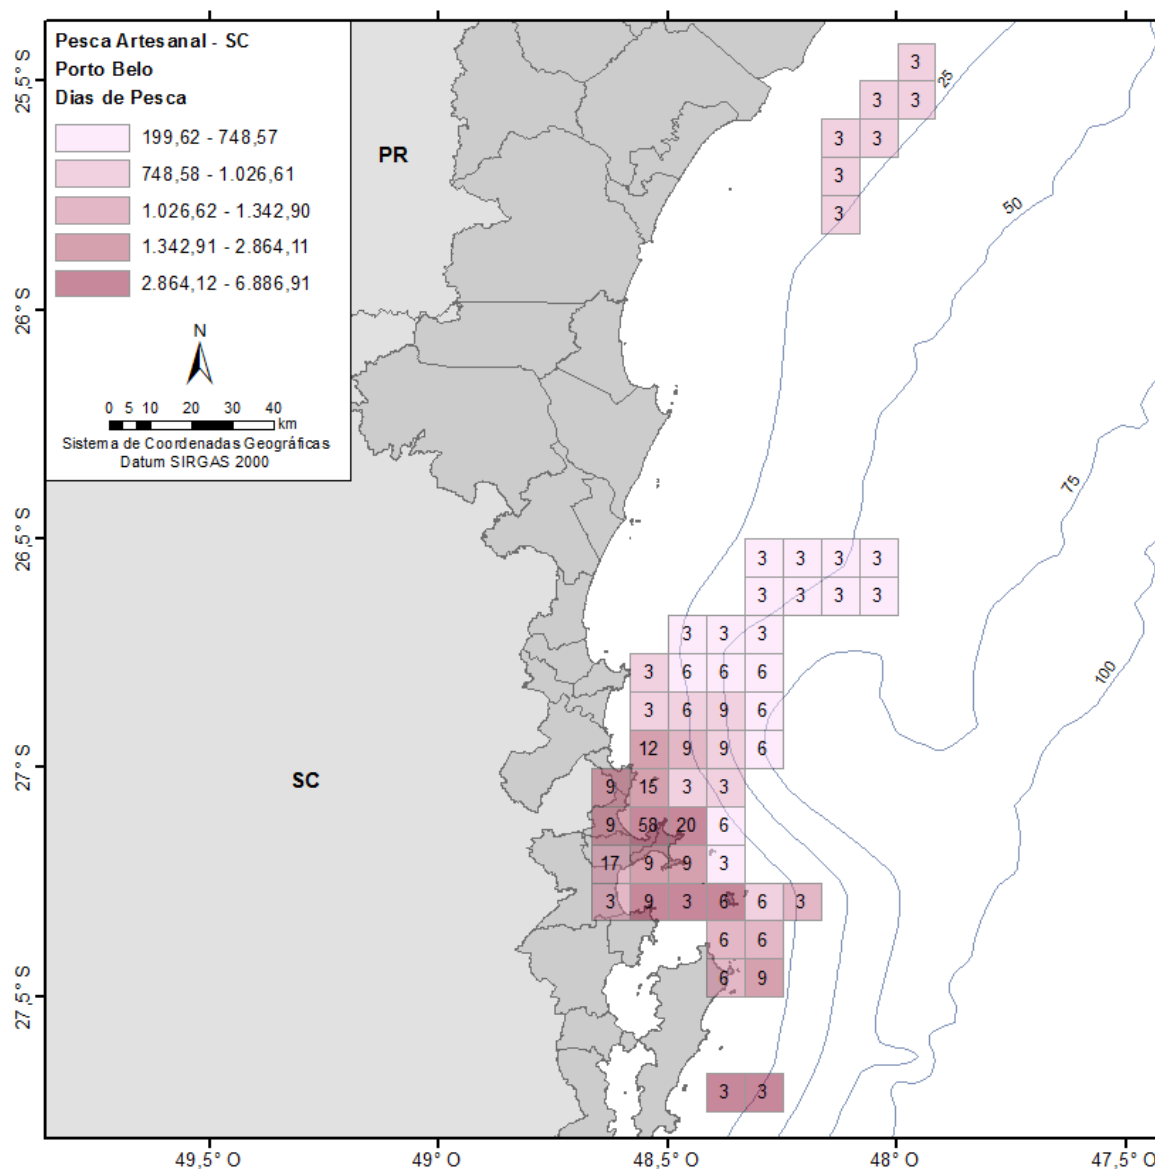 Pesca Artesanal - SC
Porto Belo
Dias de Pesca
199,62 - 748,57
748,58 - 1.026,61
1.026,62 - 1.342,90
1.342,91 - 2.864,11
2.864,12 - 6.886,91
N
0 5 10 20 30 40
km
Sistema de Coordenadas Geográficas
Datum SIRGAS 2000
PR
SC
25
50
75
100
3
3 3
3 3
3
3
3 3 3 3
3 3 3 3
3 3 3
3 6 6 6
3 6 9 6
12 9 9 6
9 15 3 3
9 58 20 6
17 9 9 3
3 9 3 6 6 3
6 6
6 9
3 3
25,5° S
26° S
26,5° S
27° S
27,5° S
49,5° O 49° O 48,5° O 48° O 47,5° O